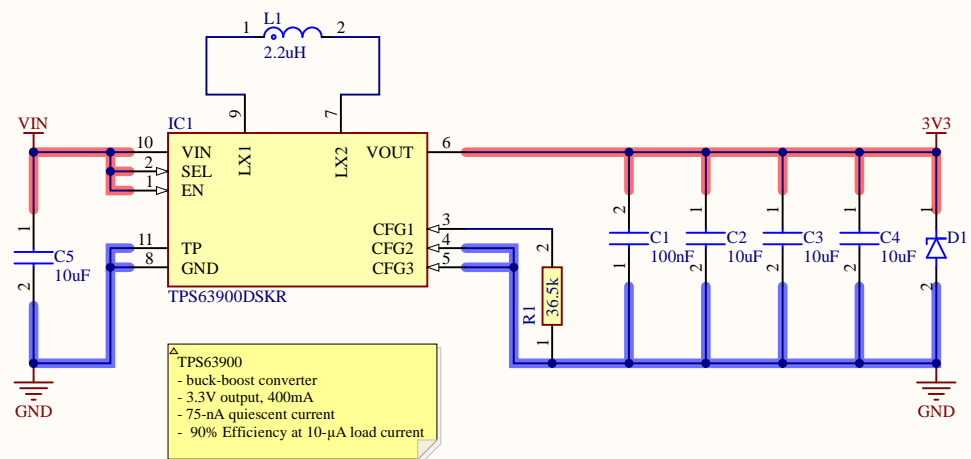 L1
1 2
2.2uH
VIN
3V3
IC1
9
7
10 VIN
LX1
LX2
VOUT 6
2 SEL
1 EN
CFG1 3
11 TP
CFG2 4
8 GND
CFG3 5
TPS63900DSKR
1
C5
10uF
2
2
R1
36.5k
1
2
C1
100nF
1
1
C2
10uF
2
1
C3
10uF
2
1
C4
10uF
2
1
D1
2
GND
GND
TPS63900
- buck-boost converter
- 3.3V output, 400mA
- 75-nA quiescent current
- 90% Efficiency at 10-µA load current